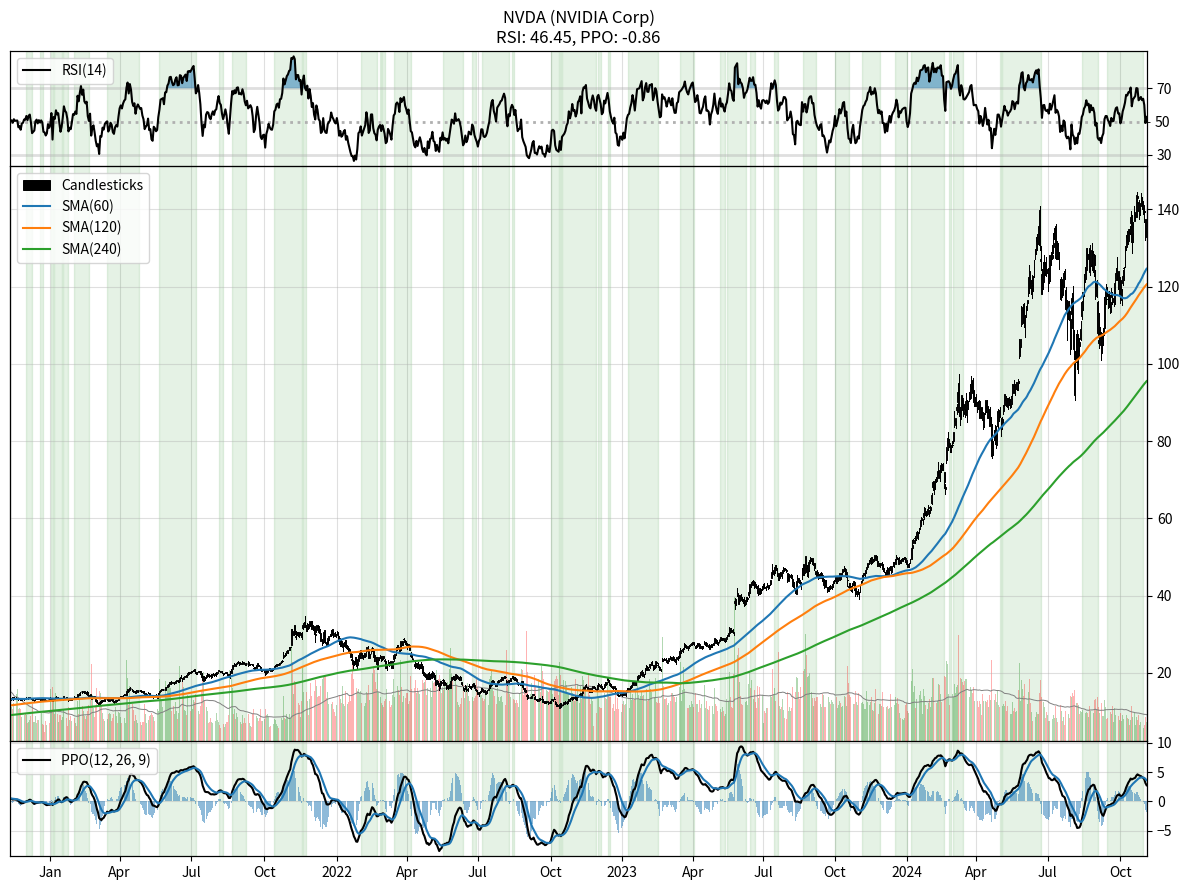 NVDA (NVIDIA Corp)
RSI: 46.45, PPO: -0.86
RSI(14)
70
50
30
Candlesticks
SMA(60)
SMA(120)
SMA(240)
140
120
100
80
60
40
20
PPO(12, 26, 9)
10
5
0
−5
Jan Apr Jul Oct 2022 Apr Jul Oct 2023 Apr Jul Oct 2024 Apr Jul Oct